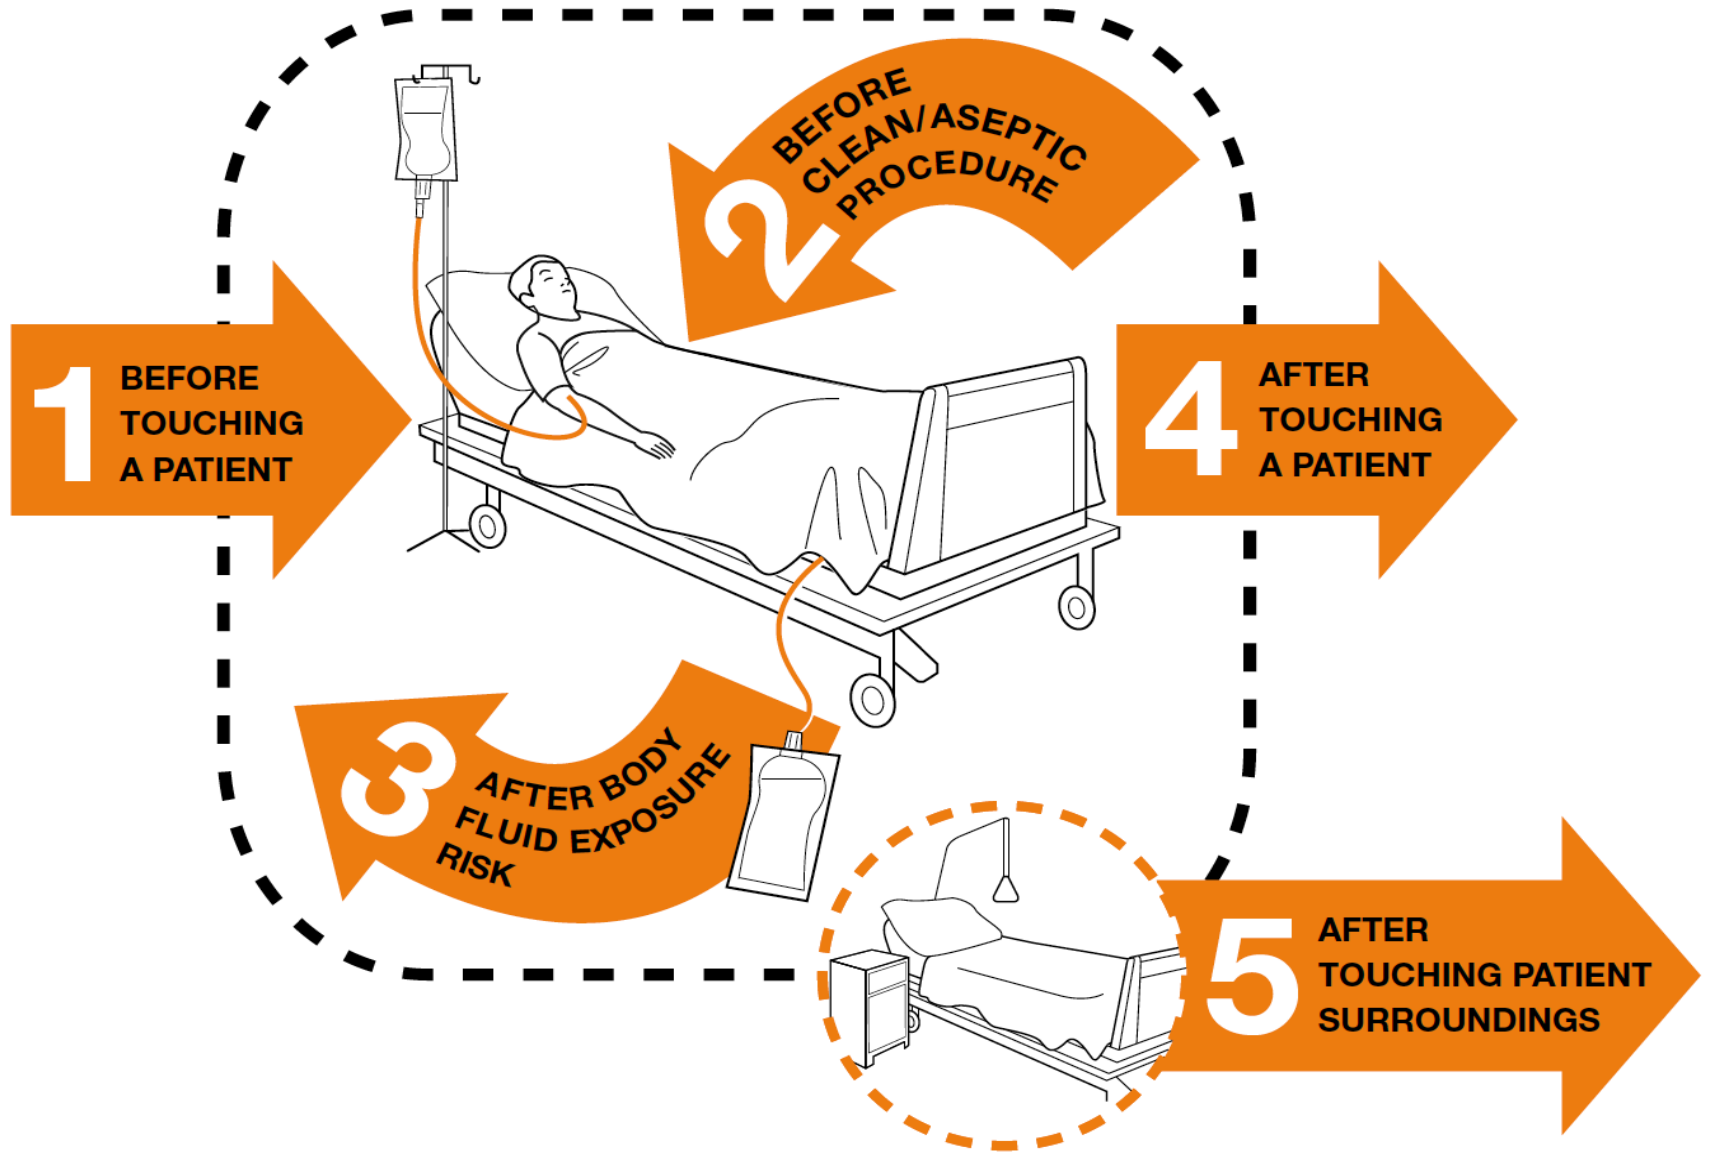 1
BEFORE
TOUCHING
A PATIENT
2
BEFORE
CLEAN/ASEPTIC
PROCEDURE
3
AFTER BODY
FLUID EXPOSURE
RISK
4
AFTER
TOUCHING
A PATIENT
5
AFTER
TOUCHING PATIENT
SURROUNDINGS